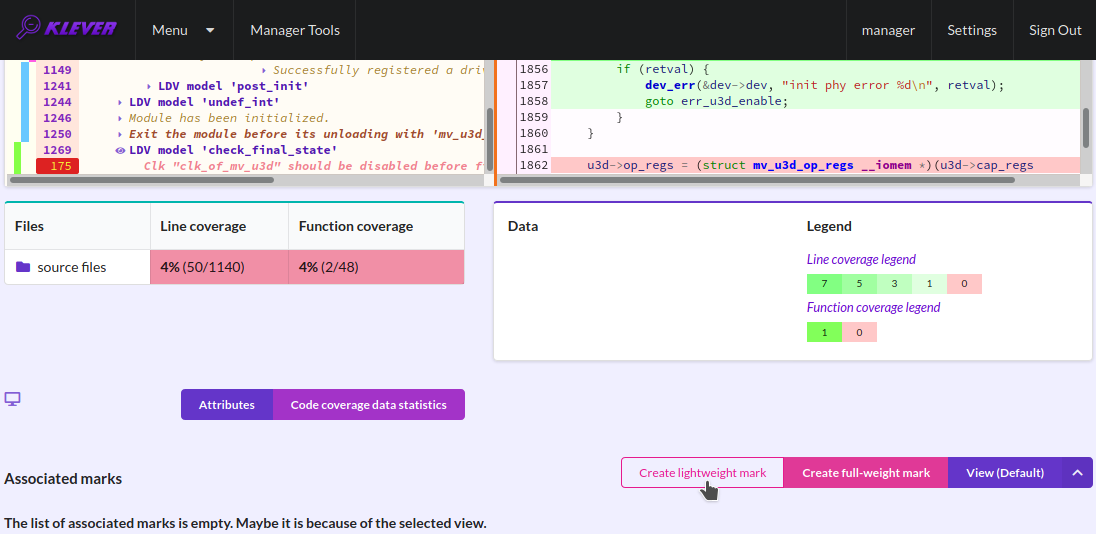 KLEVER Menu Manager Tools manager Settings Sign Out
1149 Successfully registered a dri
1241 LDV model 'post_init'
1244 LDV model 'undef_int'
1246 Module has been initialized.
1250 Exit the module before its unloading with 'mv_u3d_
1269 LDV model 'check_final_state'
175 Clk "clk_of_mv_u3d" should be disabled before f
1856 if (retval) {
1857 dev_err(&dev->dev, "init phy error %d\n", retval);
1858 goto err_u3d_enable;
1859 }
1860 }
1861
1862 u3d->op_regs = (struct mv_u3d_op_regs __iomem *)(u3d->cap_regs
Files Line coverage Function coverage
source files 4% (50/1140) 4% (2/48)
Data Legend
Line coverage legend
7 5 3 1 0
Function coverage legend
1 0
Attributes Code coverage data statistics
Associated marks Create lightweight mark Create full-weight mark View (Default)
The list of associated marks is empty. Maybe it is because of the selected view.